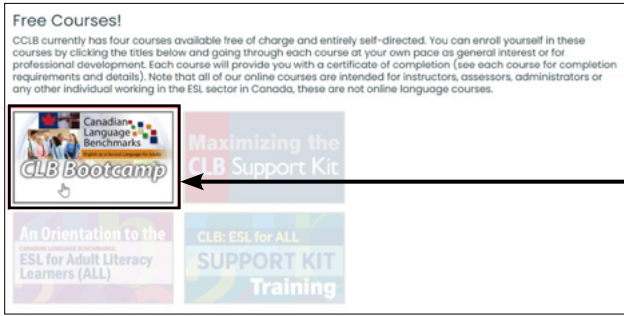 Free Courses!
CCLB currently has four courses available free of charge and entirely self-directed. You can enroll yourself in these
courses by clicking the titles below and going through each course at your own pace as general interest or for
professional development. Each course will provide you with a certificate of completion (see each course for completion
requirements and details). Note that all of our online courses are intended for instructors, assessors, administrators or
any other individual working in the ESL sector in Canada, these are not online language courses.
Canadian
Language
Benchmarks
English as a Second Language for Adults
CLB Bootcamp
Maximizing the
CLB Support Kit
An Orientation to the
CANADIAN LANGUAGE BENCHMARKS:
ESL for Adult Literacy
Learners (ALL)
CLB: ESL for ALL
SUPPORT KIT
Training